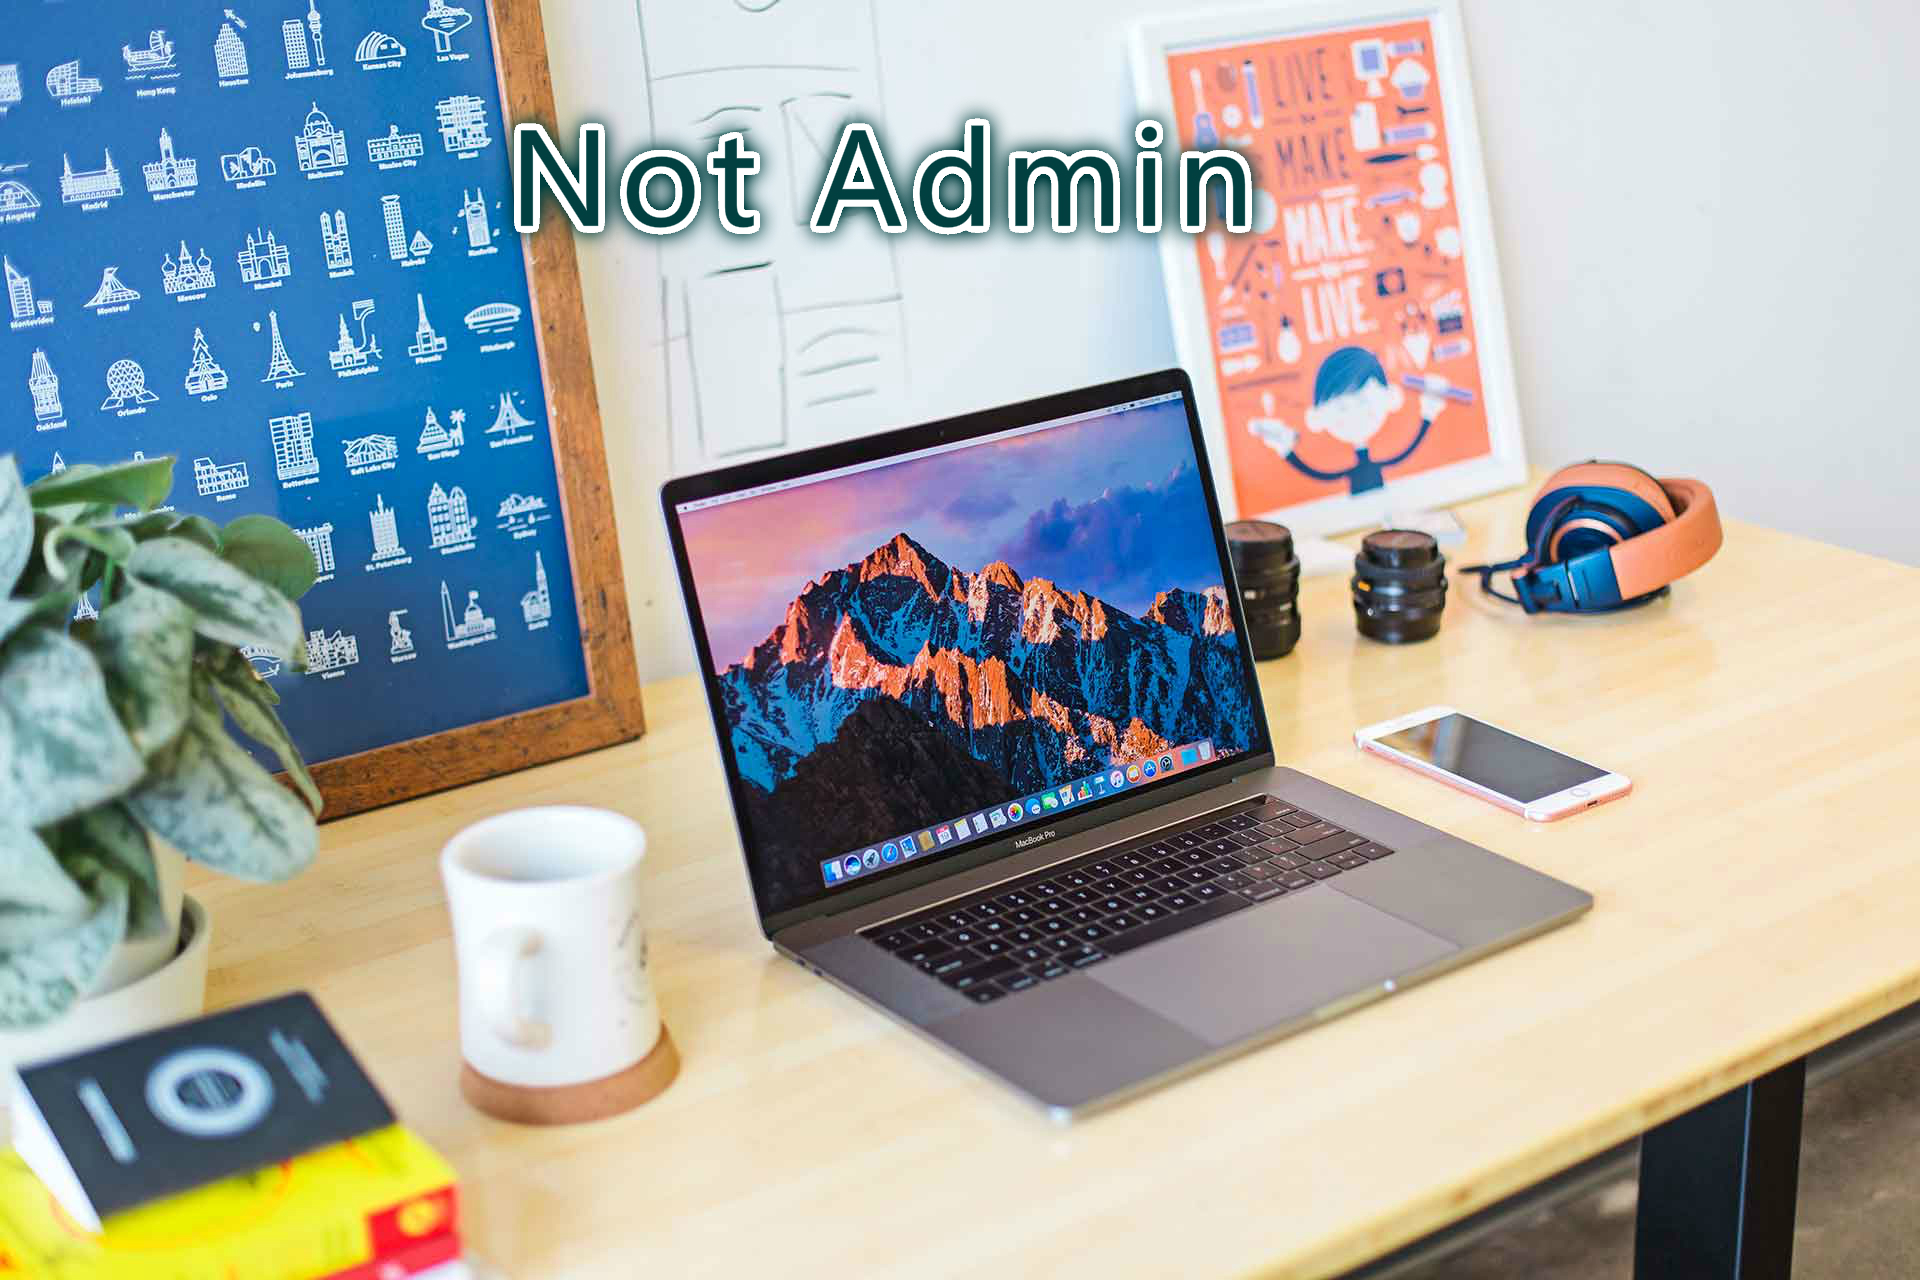 Not Admin
Helsinki
Hong Kong
Houston
Johannesburg
Kansas City
Las Vegas
Madrid
Manchester
Medellin
Melbourne
Mexico City
Miami
Montevideo
Montreal
Moscow
Mumbai
Munich
Nairobi
Nashville
Oakland
Orlando
Oslo
Paris
Philadelphia
Phoenix
Pittsburgh
Rome
Rotterdam
Salt Lake City
San Diego
San Francisco
St. Petersburg
Stockholm
Sydney
Vienna
Warsaw
Washington D.C.
Zurich
LIVE
TO
MAKE
MAKE
TO
LIVE.
MacBook Pro